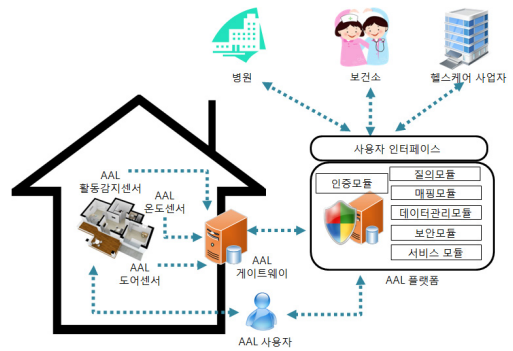 병원
보건소
헬스케어 사업자
사용자 인터페이스
인증모듈
질의모듈
매핑모듈
데이터관리모듈
보안모듈
서비스 모듈
AAL 플랫폼
AAL
활동감지센서
AAL
온도센서
AAL
도어센서
AAL
게이트웨이
AAL 사용자